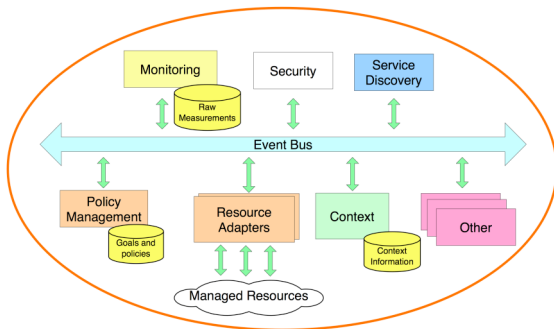 Monitoring
Security
Service
Discovery
Raw
Measurements
Event Bus
Policy
Management
Resource
Adapters
Context
Other
Goals and
policies
Context
Information
Managed Resources